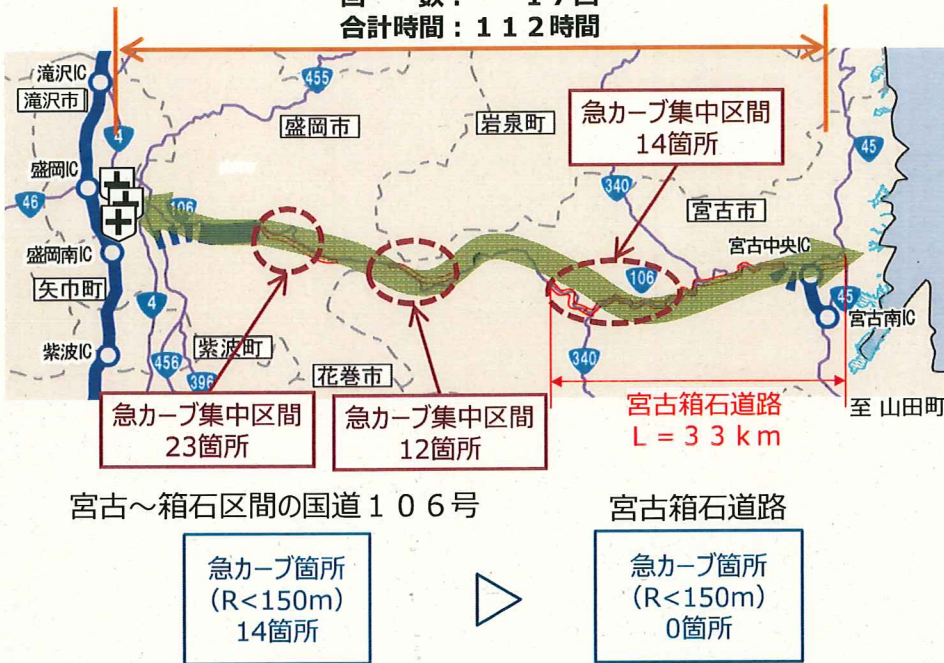 合計時間：１１２時間
滝沢IC
滝沢市
455
4
盛岡市
岩泉町
急カーブ集中区間
14箇所
45
盛岡IC
46
106
340
宮古市
盛岡南IC
宮古中央IC
矢巾町
106
4
45
宮古南IC
紫波IC
紫波町
456
396
花巻市
340
至 山田町
急カーブ集中区間
23箇所
急カーブ集中区間
12箇所
宮古箱石道路
L＝３３ｋｍ
宮古～箱石区間の国道１０６号
宮古箱石道路
急カーブ箇所
（R<150m）
14箇所
急カーブ箇所
（R<150m）
0箇所